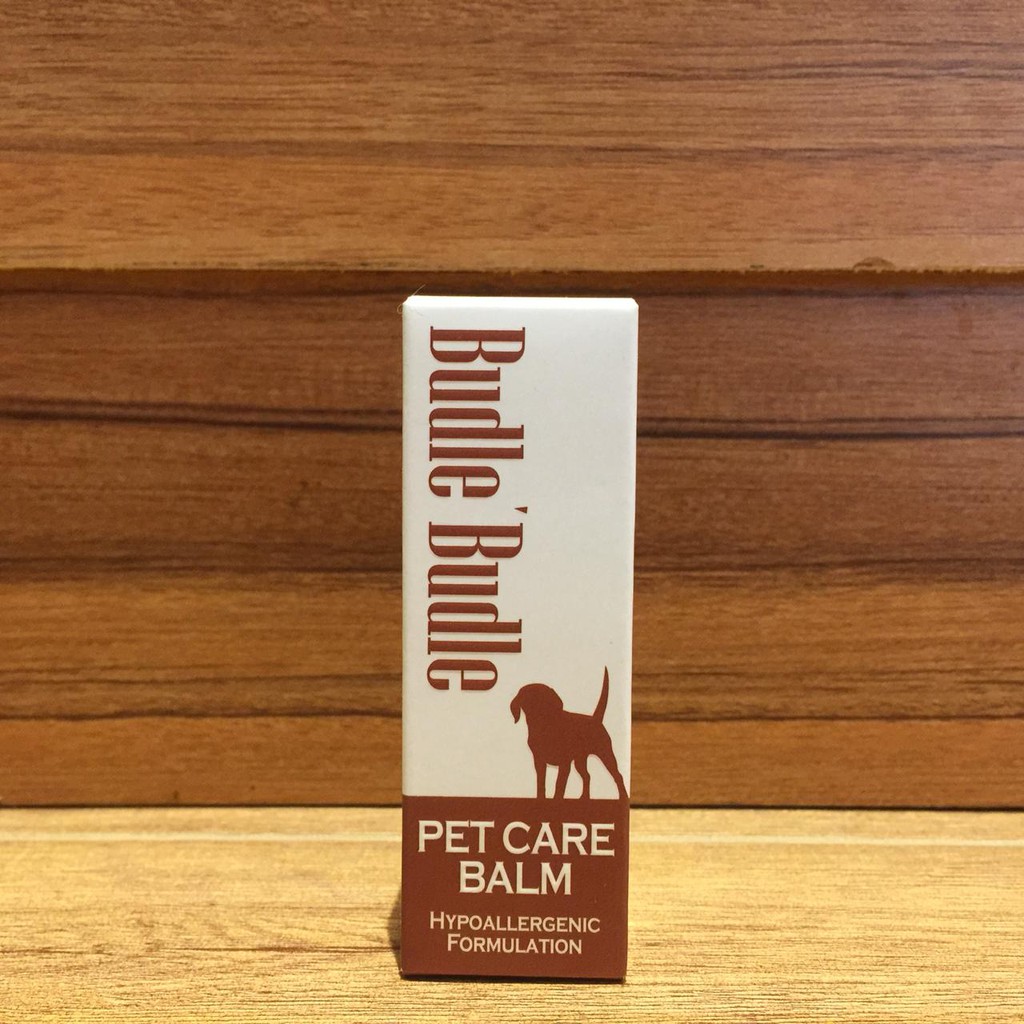 Budle'Budle
PET CARE
BALM
HYPOALLERGENIC
FORMULATION